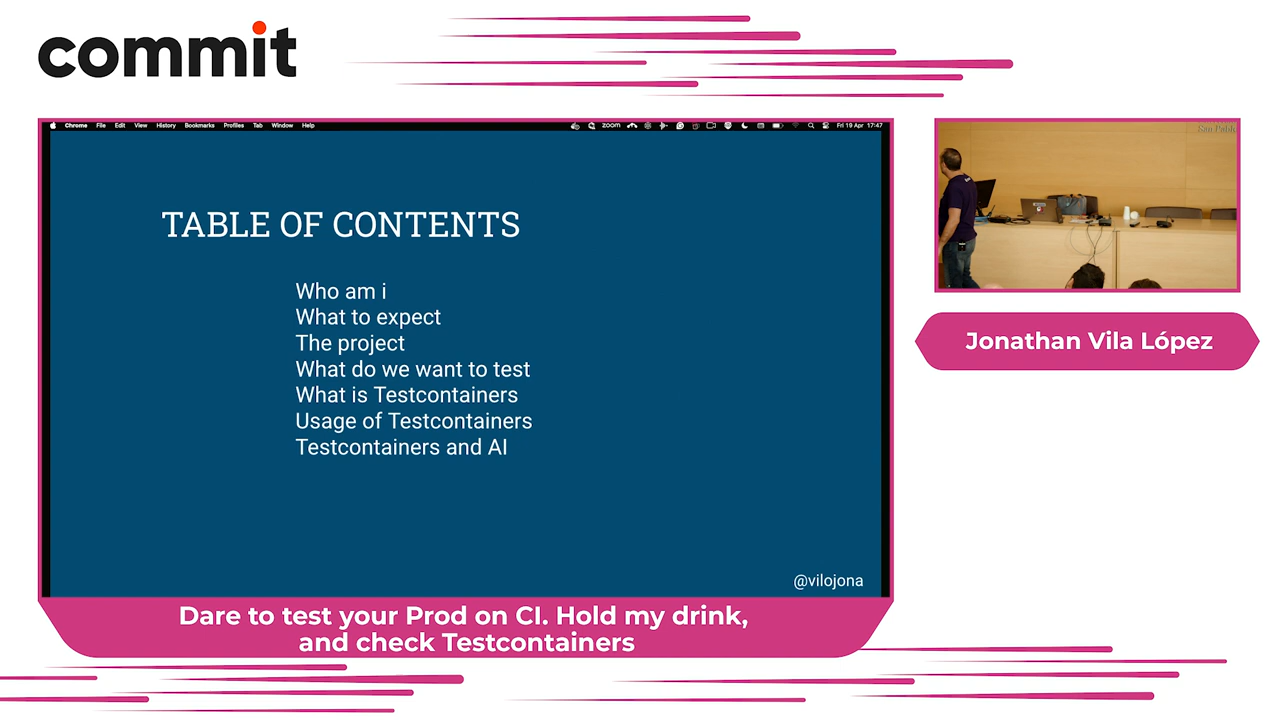 commit
Chrome File Edit View History Bookmarks Profiles Tab Window Help
zoom Fri 19 Apr 17:47
TABLE OF CONTENTS
Who am i
What to expect
The project
What do we want to test
What is Testcontainers
Usage of Testcontainers
Testcontainers and AI
@vilojona
San Pablo
Jonathan Vila López
Dare to test your Prod on CI. Hold my drink,
and check Testcontainers